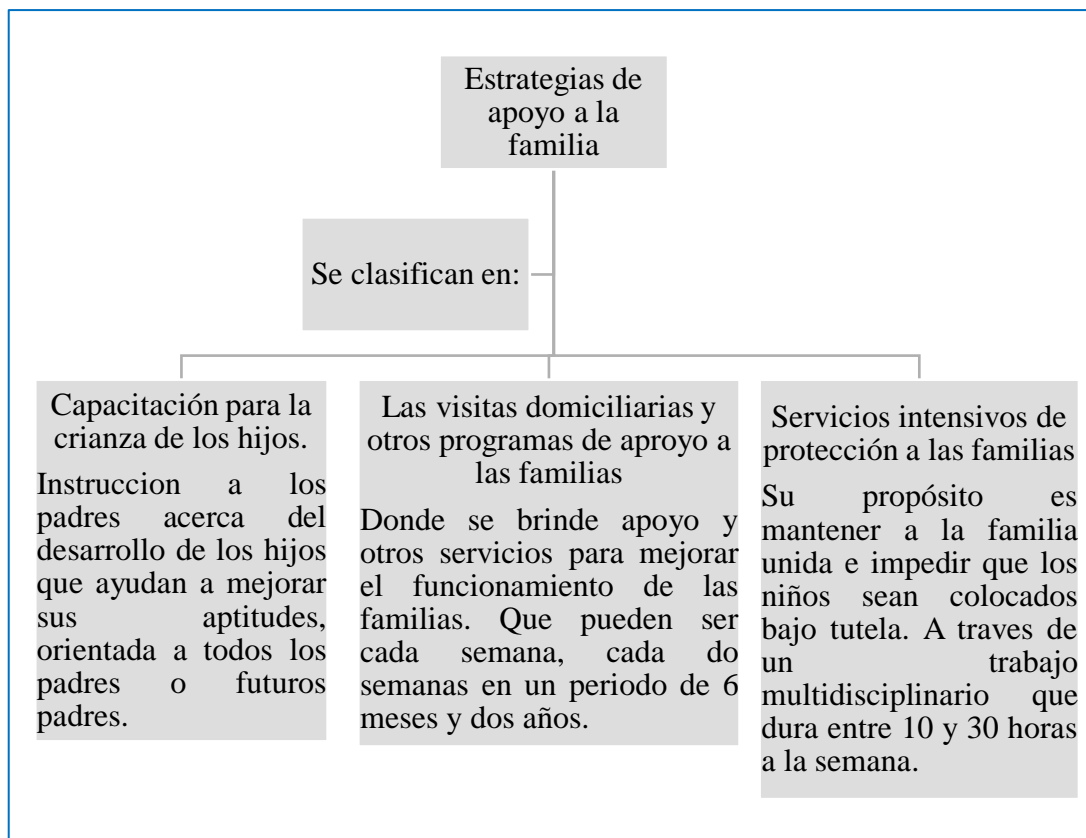 Estrategias de
apoyo a la
familia
Se clasifican en:
Capacitación para la
crianza de los hijos.
Instruccion a los
padres acerca del
desarrollo de los hijos
que ayudan a mejorar
sus aptitudes,
orientada a todos los
padres o futuros
padres.
Las visitas domiciliarias y
otros programas de aproyo a
las familias
Donde se brinde apoyo y
otros servicios para mejorar
el funcionamiento de las
familias. Que pueden ser
cada semana, cada do
semanas en un periodo de 6
meses y dos años.
Servicios intensivos de
protección a las familias
Su propósito es
mantener a la familia
unida e impedir que los
niños sean colocados
bajo tutela. A traves de
un trabajo
multidisciplinario que
dura entre 10 y 30 horas
a la semana.